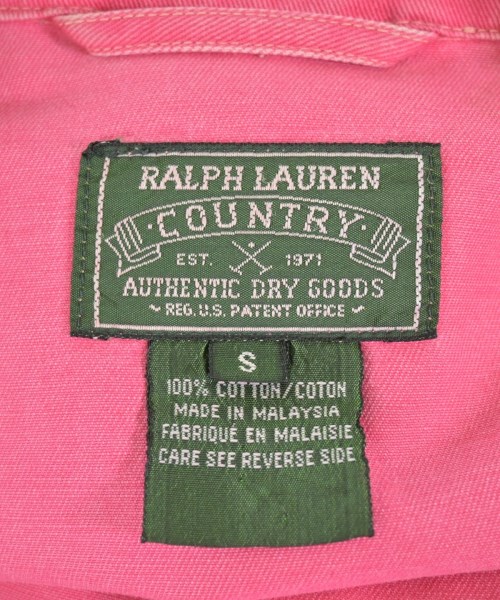 RALPH LAUREN
COUNTRY
EST. 1971
AUTHENTIC DRY GOODS
~ REG. U.S. PATENT OFFICE ~
S
100% COTTON/COTON
MADE IN MALAYSIA
FABRIQUÉ EN MALAISIE
CARE SEE REVERSE SIDE